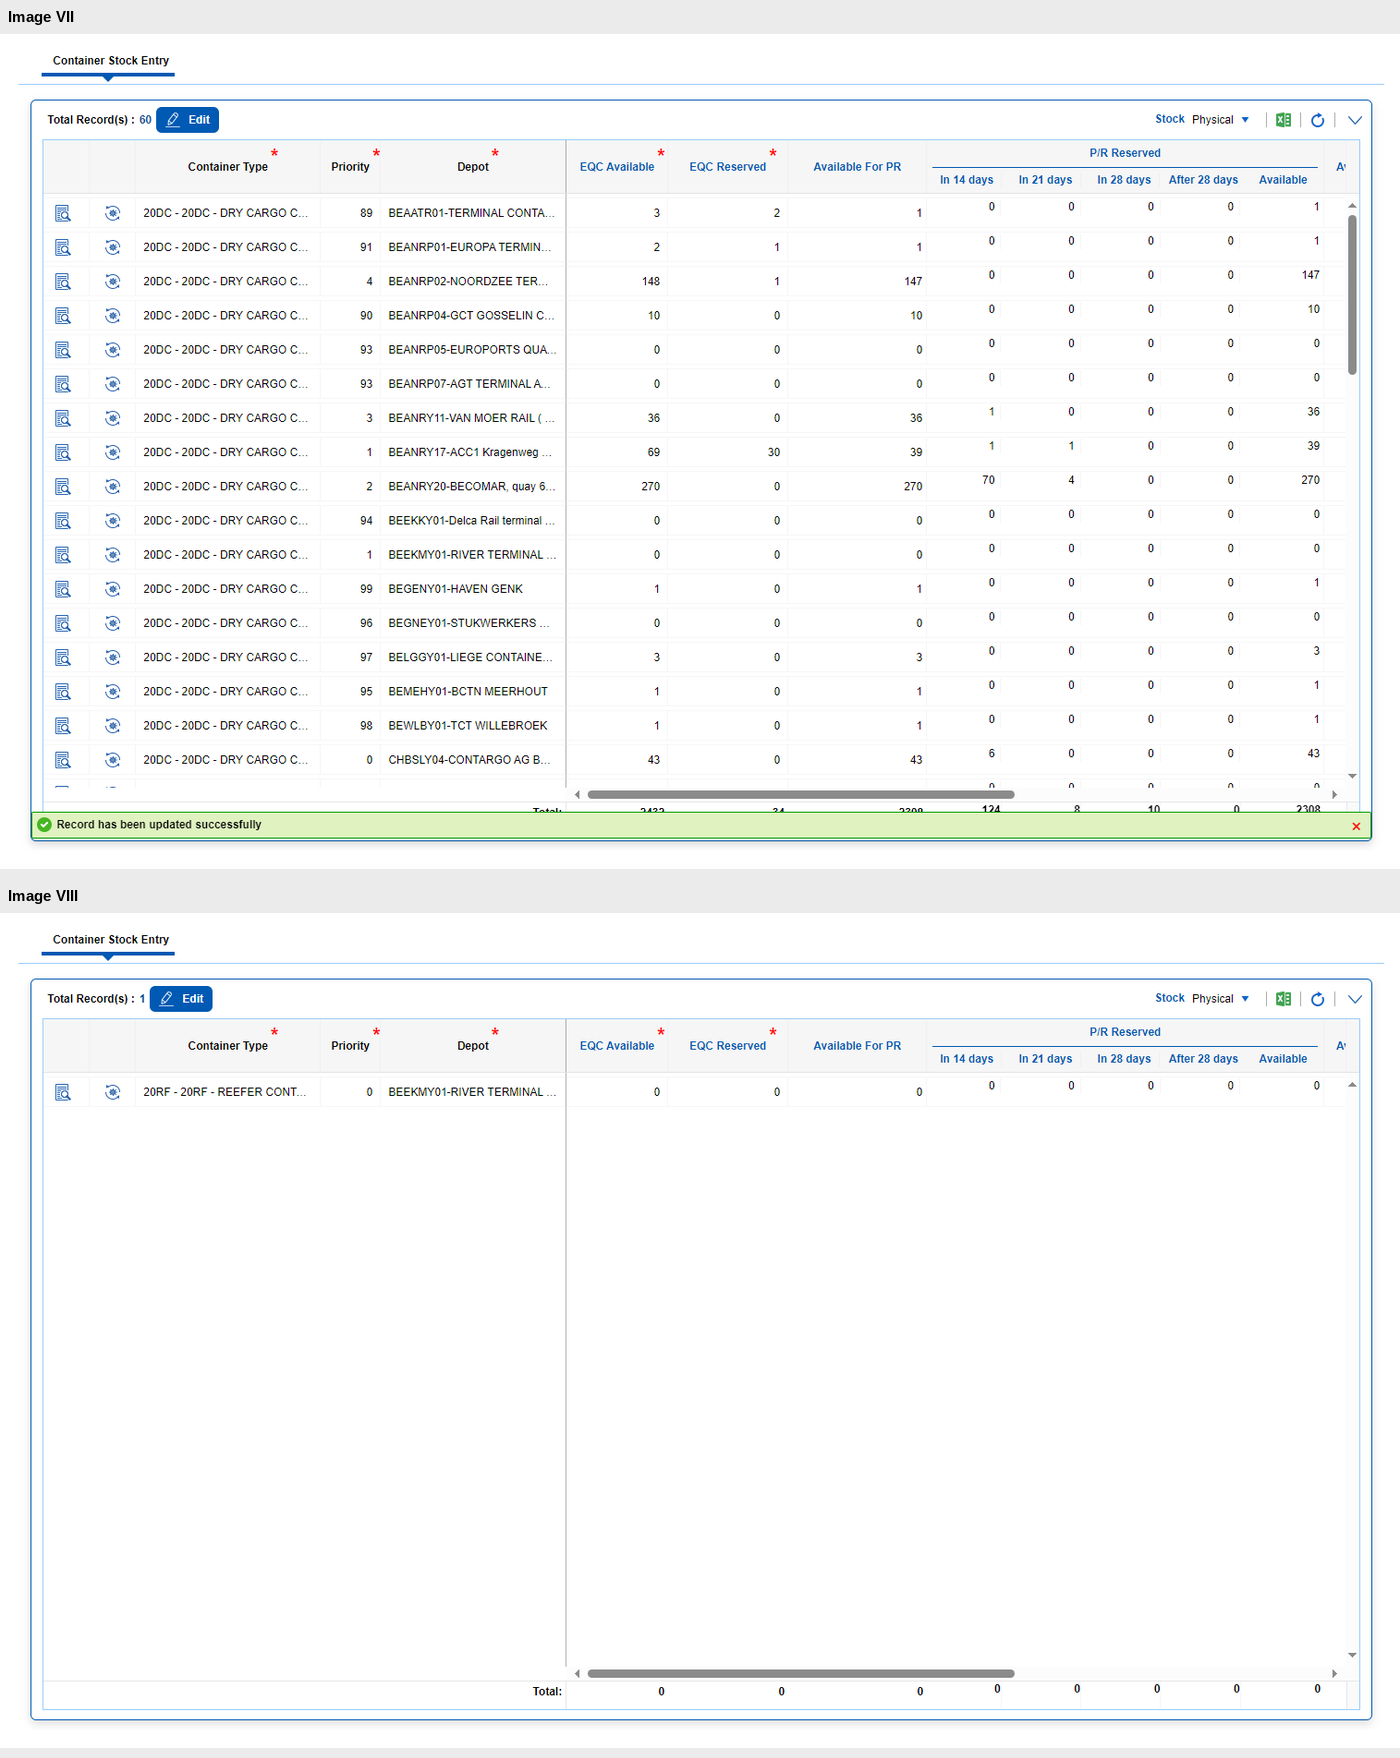 Image VII
Container Stock Entry
Total Record(s) : 60 Edit Stock Physical
Container Type * Priority * Depot * EQC Available * EQC Reserved * Available For PR P/R Reserved
In 14 days In 21 days In 28 days After 28 days Available
20DC - 20DC - DRY CARGO C... 89 BEAATR01-TERMINAL CONTA... 3 2 1 0 0 0 0 1
20DC - 20DC - DRY CARGO C... 91 BEANRP01-EUROPA TERMIN... 2 1 1 0 0 0 0 1
20DC - 20DC - DRY CARGO C... 4 BEANRP02-NOORDZEE TER... 148 1 147 0 0 0 0 147
20DC - 20DC - DRY CARGO C... 90 BEANRP04-GCT GOSSELIN C... 10 0 10 0 0 0 0 10
20DC - 20DC - DRY CARGO C... 93 BEANRP05-EUROPORTS QUA... 0 0 0 0 0 0 0 0
20DC - 20DC - DRY CARGO C... 93 BEANRP07-AGT TERMINAL A... 0 0 0 0 0 0 0 0
20DC - 20DC - DRY CARGO C... 3 BEANRY11-VAN MOER RAIL ( ... 36 0 36 1 0 0 0 36
20DC - 20DC - DRY CARGO C... 1 BEANRY17-ACC1 Kragenweg ... 69 30 39 1 1 0 0 39
20DC - 20DC - DRY CARGO C... 2 BEANRY20-BECOMAR, quay 6... 270 0 270 70 4 0 0 270
20DC - 20DC - DRY CARGO C... 94 BEEKKY01-Delca Rail terminal ... 0 0 0 0 0 0 0 0
20DC - 20DC - DRY CARGO C... 1 BEEKMY01-RIVER TERMINAL ... 0 0 0 0 0 0 0 0
20DC - 20DC - DRY CARGO C... 99 BEGENY01-HAVEN GENK 1 0 1 0 0 0 0 1
20DC - 20DC - DRY CARGO C... 96 BEGNEY01-STUKWERKERS ... 0 0 0 0 0 0 0 0
20DC - 20DC - DRY CARGO C... 97 BELGGY01-LIEGE CONTAINE... 3 0 3 0 0 0 0 3
20DC - 20DC - DRY CARGO C... 95 BEMEHY01-BCTN MEERHOUT 1 0 1 0 0 0 0 1
20DC - 20DC - DRY CARGO C... 98 BEWLBY01-TCT WILLEBROEK 1 0 1 0 0 0 0 1
20DC - 20DC - DRY CARGO C... 0 CHBSLY04-CONTARGO AG B... 43 0 43 6 0 0 0 43
Total: 34 124 8 10 0 2308
Record has been updated successfully
Image VIII
Container Stock Entry
Total Record(s) : 1 Edit Stock Physical
Container Type * Priority * Depot * EQC Available * EQC Reserved * Available For PR P/R Reserved
In 14 days In 21 days In 28 days After 28 days Available
20RF - 20RF - REEFER CONT... 0 BEEKMY01-RIVER TERMINAL ... 0 0 0 0 0 0 0 0
Total: 0 0 0 0 0 0 0 0